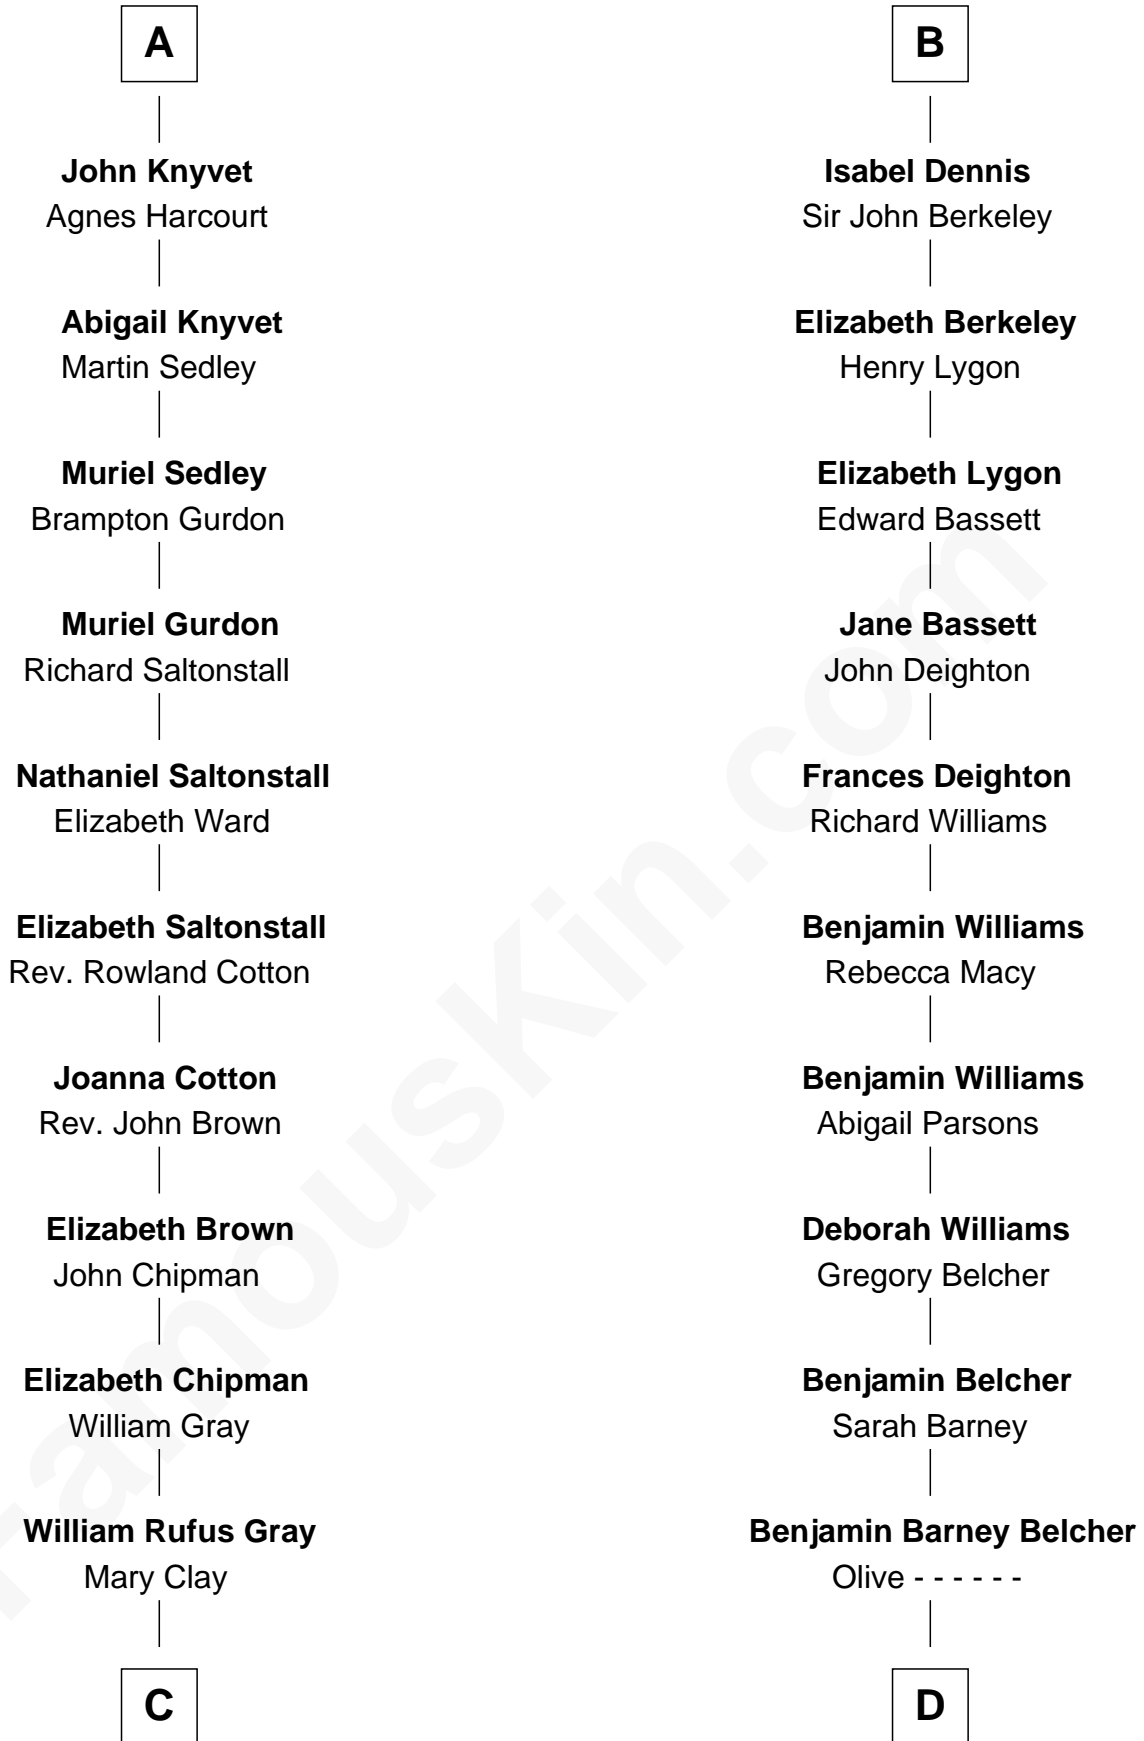 A
John Knyvet
Agnes Harcourt
Abigail Knyvet
Martin Sedley
Muriel Sedley
Brampton Gurdon
Muriel Gurdon
Richard Saltonstall
Nathaniel Saltonstall
Elizabeth Ward
Elizabeth Saltonstall
Rev. Rowland Cotton
Joanna Cotton
Rev. John Brown
Elizabeth Brown
John Chipman
Elizabeth Chipman
William Gray
William Rufus Gray
Mary Clay
C
B
Isabel Dennis
Sir John Berkeley
Elizabeth Berkeley
Henry Lygon
Elizabeth Lygon
Edward Bassett
Jane Bassett
John Deighton
Frances Deighton
Richard Williams
Benjamin Williams
Rebecca Macy
Benjamin Williams
Abigail Parsons
Deborah Williams
Gregory Belcher
Benjamin Belcher
Sarah Barney
Benjamin Barney Belcher
Olive - - - - - -
D
FamousKin.com